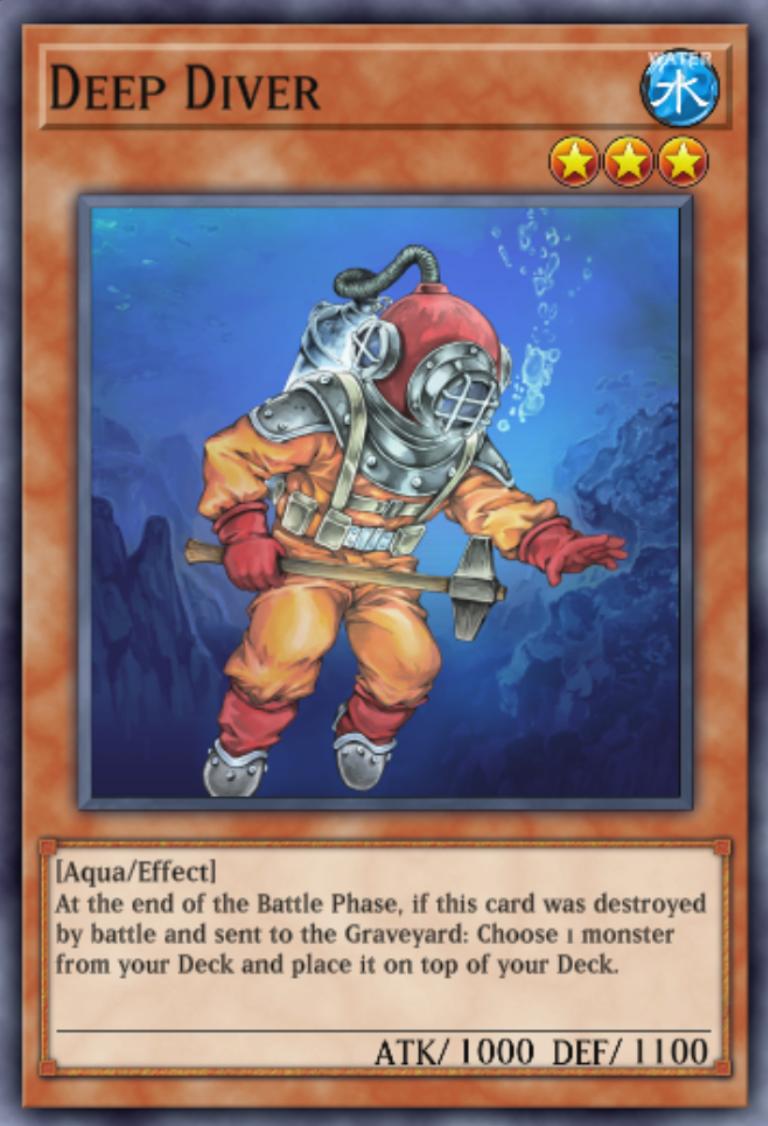 Deep Diver
WATER
水
[Aqua/Effect]
At the end of the Battle Phase, if this card was destroyed
by battle and sent to the Graveyard: Choose 1 monster
from your Deck and place it on top of your Deck.
ATK/ 1000 DEF/ 1100